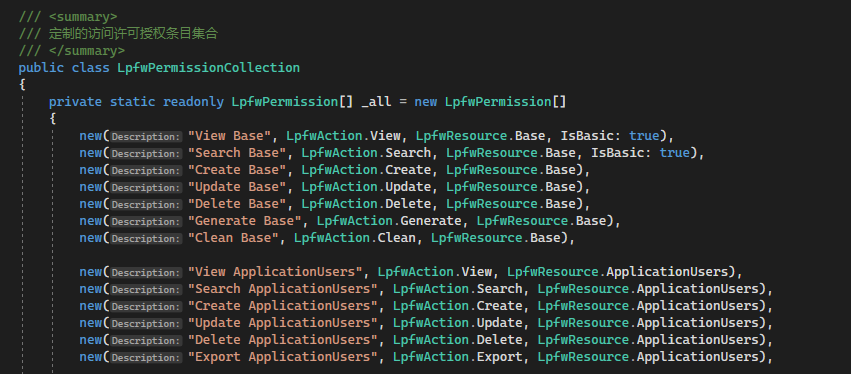 /// <summary>
/// 定制的访问许可授权条目集合
/// </summary>
public class LpfwPermissionCollection
{
private static readonly LpfwPermission[] _all = new LpfwPermission[]
{
new(Description: "View Base", LpfwAction.View, LpfwResource.Base, IsBasic: true),
new(Description: "Search Base", LpfwAction.Search, LpfwResource.Base, IsBasic: true),
new(Description: "Create Base", LpfwAction.Create, LpfwResource.Base),
new(Description: "Update Base", LpfwAction.Update, LpfwResource.Base),
new(Description: "Delete Base", LpfwAction.Delete, LpfwResource.Base),
new(Description: "Generate Base", LpfwAction.Generate, LpfwResource.Base),
new(Description: "Clean Base", LpfwAction.Clean, LpfwResource.Base),
new(Description: "View ApplicationUsers", LpfwAction.View, LpfwResource.ApplicationUsers),
new(Description: "Search ApplicationUsers", LpfwAction.Search, LpfwResource.ApplicationUsers),
new(Description: "Create ApplicationUsers", LpfwAction.Create, LpfwResource.ApplicationUsers),
new(Description: "Update ApplicationUsers", LpfwAction.Update, LpfwResource.ApplicationUsers),
new(Description: "Delete ApplicationUsers", LpfwAction.Delete, LpfwResource.ApplicationUsers),
new(Description: "Export ApplicationUsers", LpfwAction.Export, LpfwResource.ApplicationUsers),